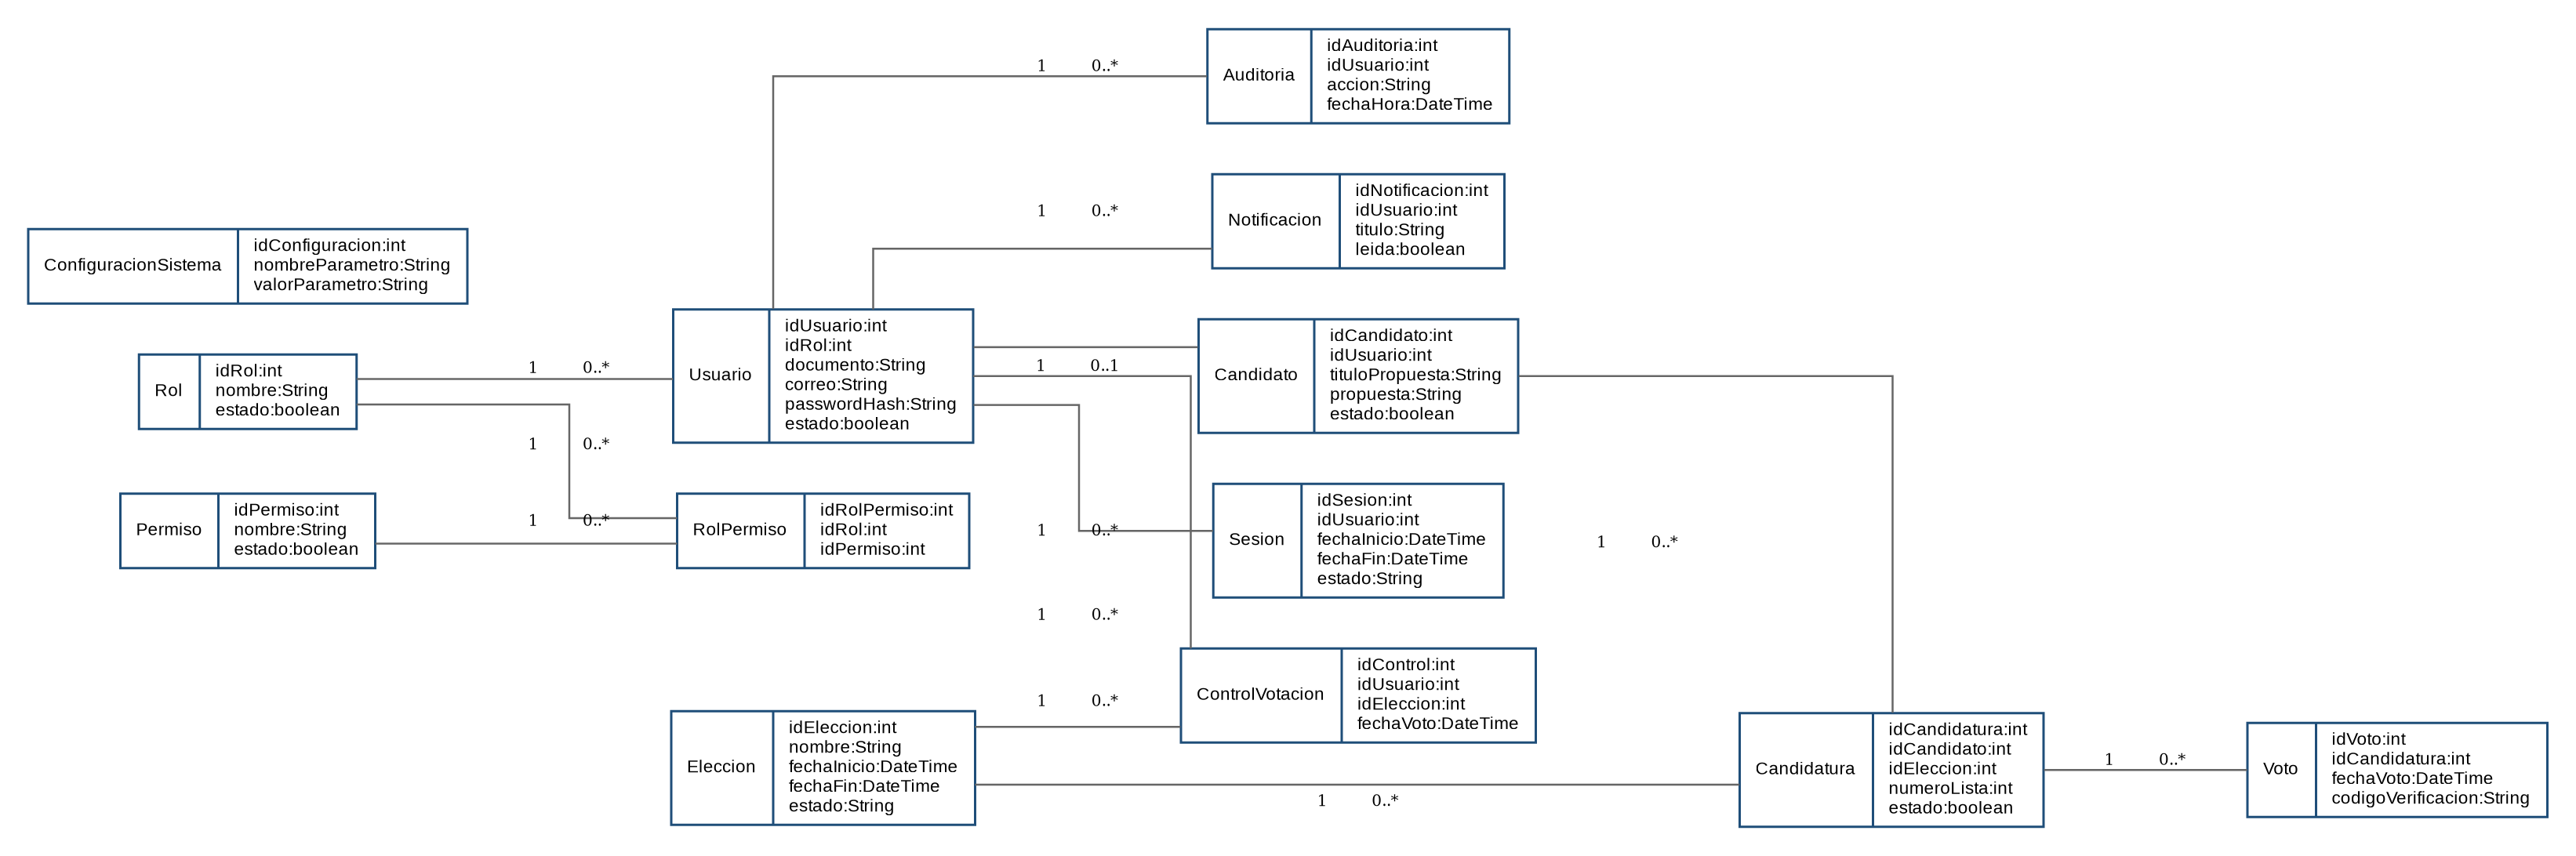 1 0..*
Auditoria
idAuditoria:int
idUsuario:int
accion:String
fechaHora:DateTime
1 0..*
Notificacion
idNotificacion:int
idUsuario:int
titulo:String
leida:boolean
ConfiguracionSistema
idConfiguracion:int
nombreParametro:String
valorParametro:String
Rol
idRol:int
nombre:String
estado:boolean
1 0..*
Usuario
idUsuario:int
idRol:int
documento:String
correo:String
passwordHash:String
estado:boolean
1 0..1
Candidato
idCandidato:int
idUsuario:int
tituloPropuesta:String
propuesta:String
estado:boolean
1 0..*
Permiso
idPermiso:int
nombre:String
estado:boolean
1 0..*
RolPermiso
idRolPermiso:int
idRol:int
idPermiso:int
1 0..*
Sesion
idSesion:int
idUsuario:int
fechaInicio:DateTime
fechaFin:DateTime
estado:String
1 0..*
1 0..*
ControlVotacion
idControl:int
idUsuario:int
idEleccion:int
fechaVoto:DateTime
1 0..*
Eleccion
idEleccion:int
nombre:String
fechaInicio:DateTime
fechaFin:DateTime
estado:String
1 0..*
Candidatura
idCandidatura:int
idCandidato:int
idEleccion:int
numeroLista:int
estado:boolean
1 0..*
Voto
idVoto:int
idCandidatura:int
fechaVoto:DateTime
codigoVerificacion:String